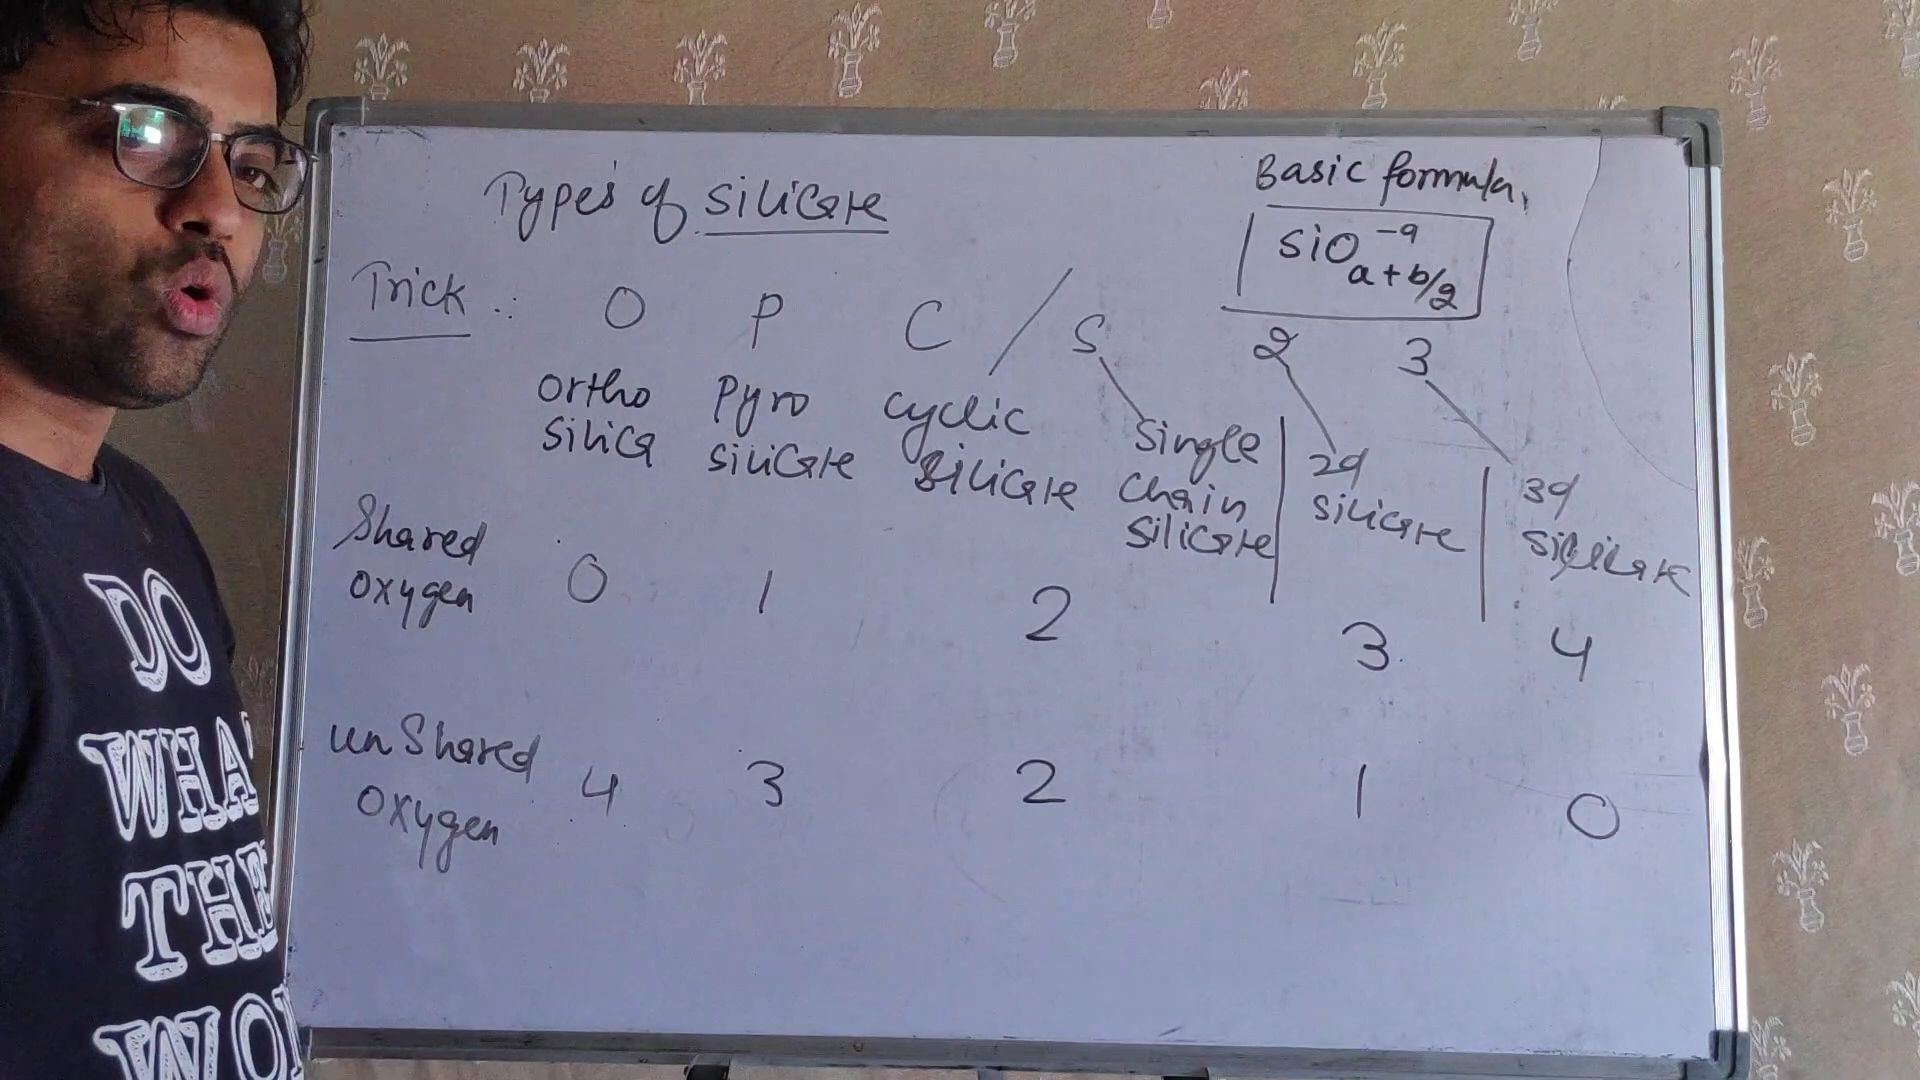 Types of Silicate
Basic formula,
SiO a+b/2 -a
Trick :
O P C / S 2 3
Ortho Silica
Pyro Silicate
Cyclic Silicate
Single Chain Silicate
2d Silicate
3d Silicate
Shared Oxygen 0 1 2 3 4
unShared Oxygen 4 3 2 1 0
DO
WHA
THE
WO